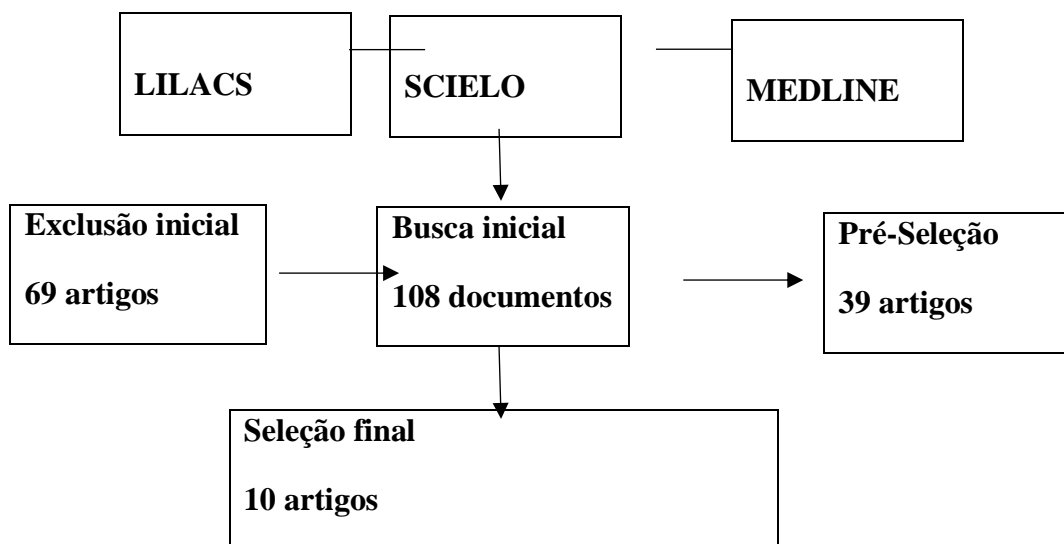 LILACS
SCIELO
MEDLINE
Exclusão inicial
69 artigos
Busca inicial
108 documentos
Pré-Seleção
39 artigos
Seleção final
10 artigos